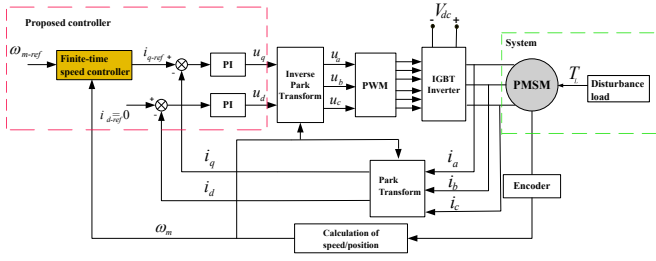 Proposed controller
ω_m-ref
Finite-time
speed controller
i_q-ref
+
-
PI
u_q
i_d-ref=0
+
-
PI
u_d
Inverse
Park
Transform
u_a
u_b
u_c
PWM
- V_dc +
IGBT
Inverter
System
PMSM
T_L
Disturbance
load
i_q
i_d
Park
Transform
i_a
i_b
i_c
Encoder
ω_m
Calculation of
speed/position